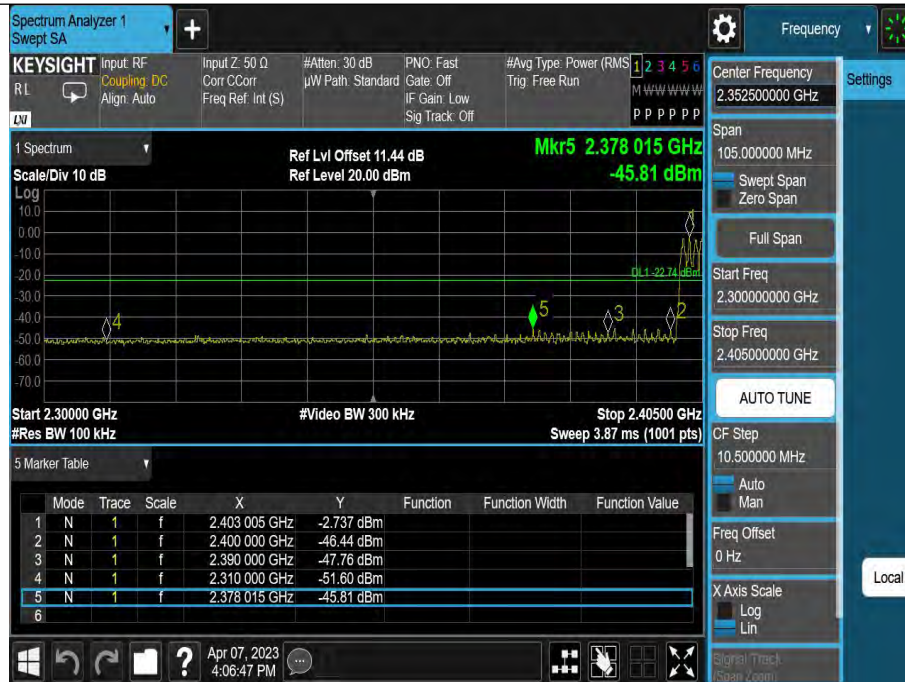 Spectrum Analyzer 1
Swept SA
+
Frequency
KEYSIGHT
RL
LXI
Input: RF
Coupling: DC
Align: Auto
Input Z: 50 Ω
Corr CCorr
Freq Ref: Int (S)
#Atten: 30 dB
µW Path: Standard
PNO: Fast
Gate: Off
IF Gain: Low
Sig Track: Off
#Avg Type: Power (RMS
Trig: Free Run
1 2 3 4 5 6
M W W W W W
P P P P P P
Center Frequency
2.352500000 GHz
Settings
Span
105.000000 MHz
Swept Span
Zero Span
Full Span
Start Freq
2.300000000 GHz
Stop Freq
2.405000000 GHz
AUTO TUNE
CF Step
10.500000 MHz
Auto
Man
Freq Offset
0 Hz
X Axis Scale
Log
Lin
Signal Track
(Span Zoom)
Local
1 Spectrum
Scale/Div 10 dB
Ref Lvl Offset 11.44 dB
Ref Level 20.00 dBm
Mkr5 2.378 015 GHz
-45.81 dBm
Log
10.0
0.00
-10.0
-20.0
-30.0
-40.0
-50.0
-60.0
-70.0
1
DL1 -22.74 dBm
4
5
3
2
Start 2.30000 GHz
#Video BW 300 kHz
Stop 2.40500 GHz
#Res BW 100 kHz
Sweep 3.87 ms (1001 pts)
5 Marker Table
Mode Trace Scale X Y Function Function Width Function Value
1 N 1 f 2.403 005 GHz -2.737 dBm
2 N 1 f 2.400 000 GHz -46.44 dBm
3 N 1 f 2.390 000 GHz -47.76 dBm
4 N 1 f 2.310 000 GHz -51.60 dBm
5 N 1 f 2.378 015 GHz -45.81 dBm
6
?
Apr 07, 2023
4:06:47 PM